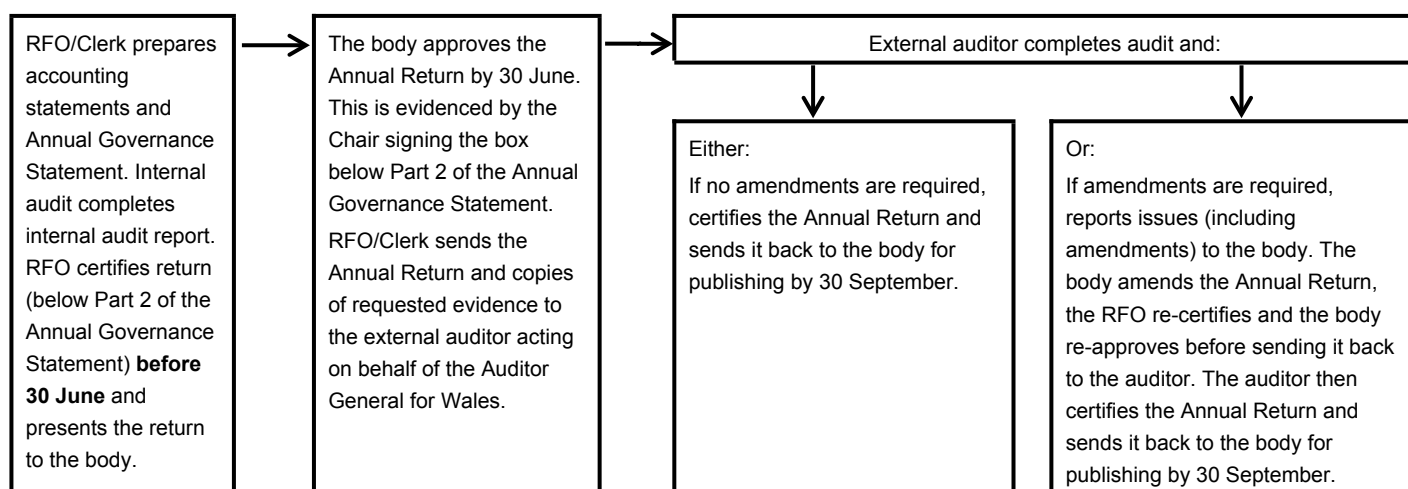 RFO/Clerk prepares
accounting
statements and
Annual Governance
Statement. Internal
audit completes
internal audit report.
RFO certifies return
(below Part 2 of the
Annual Governance
Statement) before
30 June and
presents the return
to the body.
The body approves the
Annual Return by 30 June.
This is evidenced by the
Chair signing the box
below Part 2 of the Annual
Governance Statement.
RFO/Clerk sends the
Annual Return and copies
of requested evidence to
the external auditor acting
on behalf of the Auditor
General for Wales.
External auditor completes audit and:
Either:
If no amendments are required,
certifies the Annual Return and
sends it back to the body for
publishing by 30 September.
Or:
If amendments are required,
reports issues (including
amendments) to the body. The
body amends the Annual Return,
the RFO re-certifies and the body
re-approves before sending it back
to the auditor. The auditor then
certifies the Annual Return and
sends it back to the body for
publishing by 30 September.